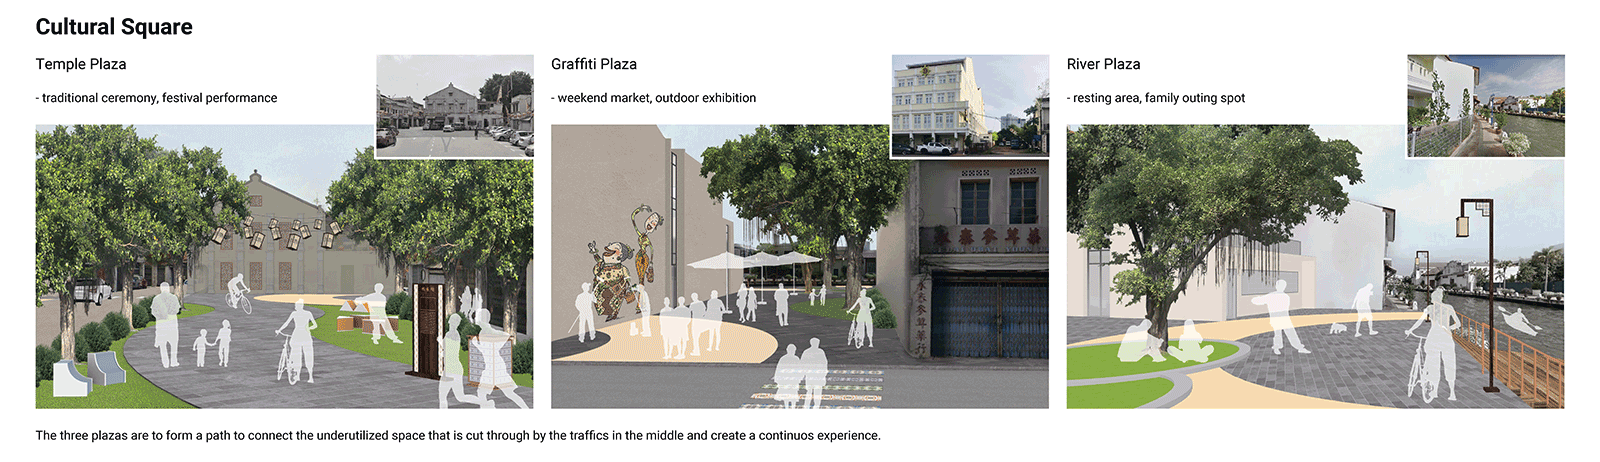 Cultural Square
Temple Plaza
- traditional ceremony, festival performance
Graffiti Plaza
- weekend market, outdoor exhibition
River Plaza
- resting area, family outing spot
The three plazas are to form a path to connect the underutilized space that is cut through by the traffics in the middle and create a continuos experience.